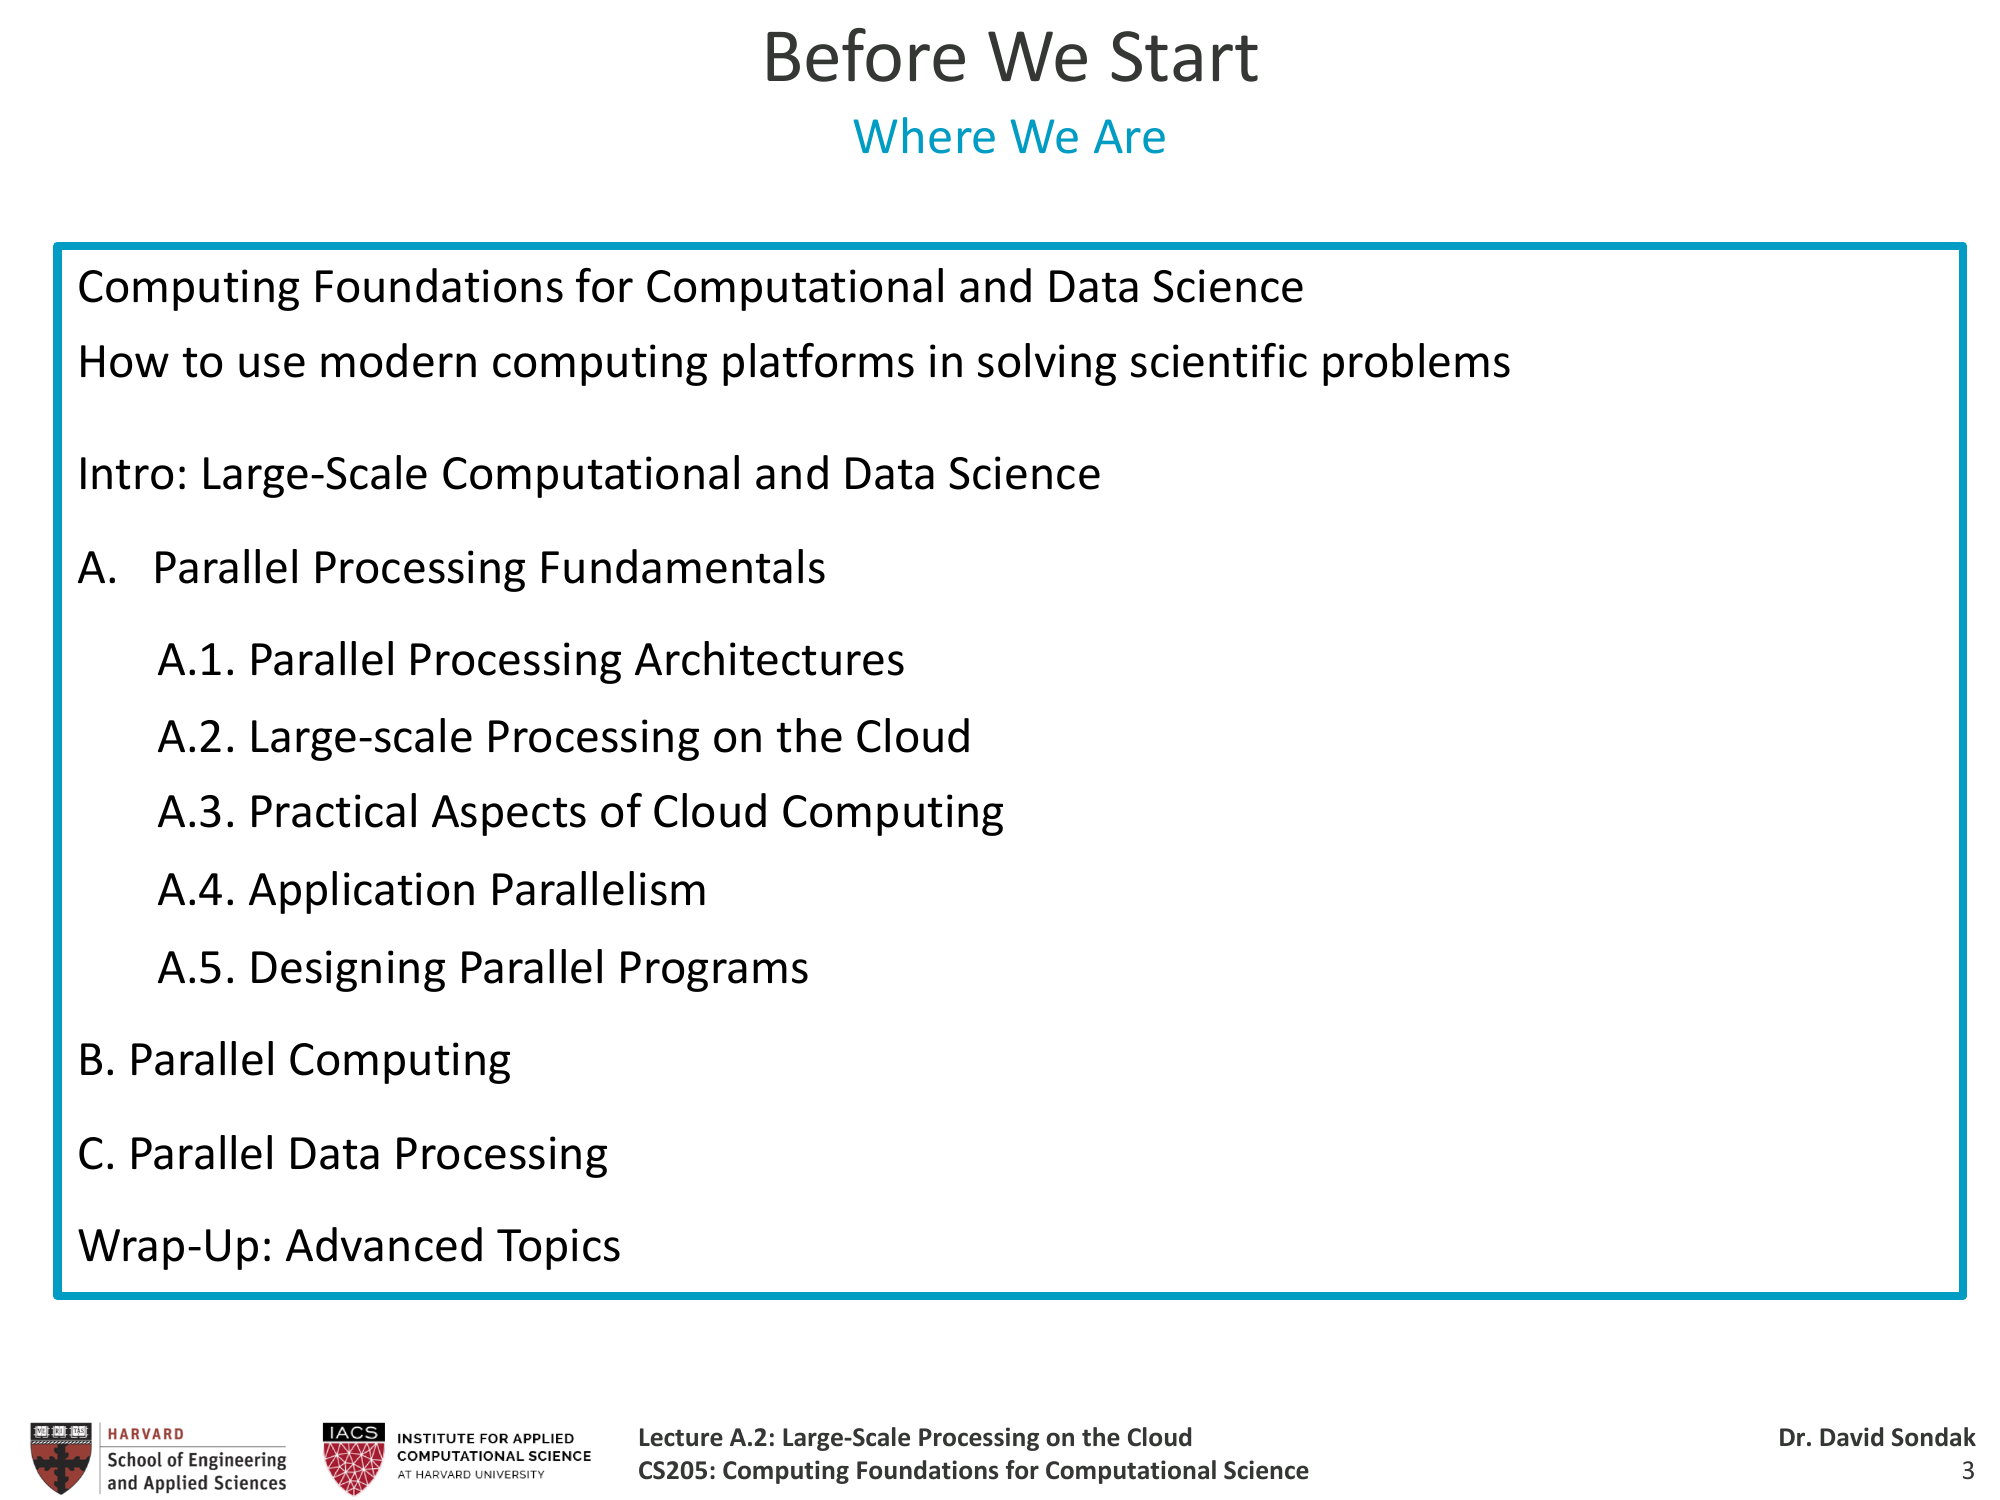 Before We Start
Where We Are
Computing Foundations for Computational and Data Science
How to use modern computing platforms in solving scientific problems
Intro: Large-Scale Computational and Data Science
A. Parallel Processing Fundamentals
A.1. Parallel Processing Architectures
A.2. Large-scale Processing on the Cloud
A.3. Practical Aspects of Cloud Computing
A.4. Application Parallelism
A.5. Designing Parallel Programs
B. Parallel Computing
C. Parallel Data Processing
Wrap-Up: Advanced Topics
HARVARD
School of Engineering
and Applied Sciences
IACS
INSTITUTE FOR APPLIED
COMPUTATIONAL SCIENCE
AT HARVARD UNIVERSITY
Lecture A.2: Large-Scale Processing on the Cloud
CS205: Computing Foundations for Computational Science
Dr. David Sondak
3